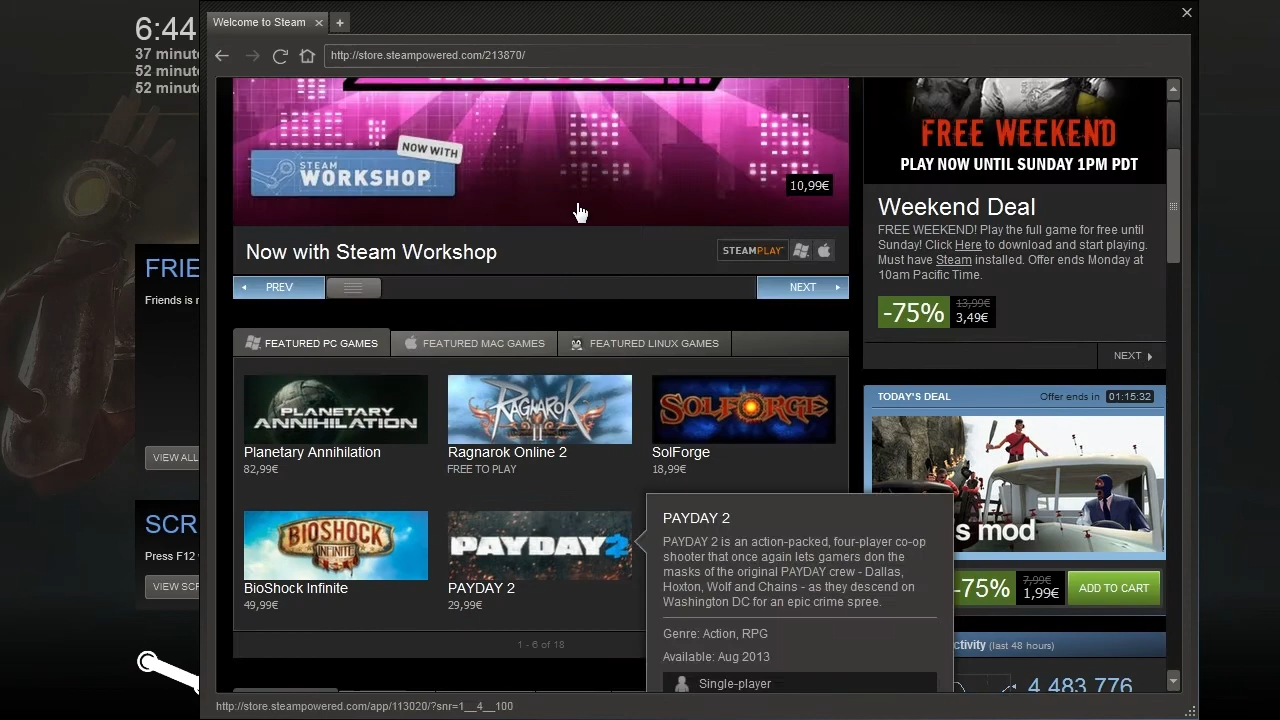 6:44
37 minut
52 minut
52 minut
Welcome to Steam
http://store.steampowered.com/213870/
NOW WITH
STEAM
WORKSHOP
10,99€
Now with Steam Workshop
STEAMPLAY
PREV
NEXT
FREE WEEKEND
PLAY NOW UNTIL SUNDAY 1PM PDT
Weekend Deal
FREE WEEKEND! Play the full game for free until
Sunday! Click Here to download and start playing.
Must have Steam installed. Offer ends Monday at
10am Pacific Time.
-75%
13,99€
3,49€
NEXT
FRIE
Friends is r
VIEW ALL
SCR
Press F12
VIEW SCR
FEATURED PC GAMES
FEATURED MAC GAMES
FEATURED LINUX GAMES
PLANETARY
ANNIHILATION
Planetary Annihilation
82,99€
RAGNAROK
II
Ragnarok Online 2
FREE TO PLAY
SOLFORGE
SolForge
18,99€
BIOSHOCK
INFINITE
BioShock Infinite
49,99€
PAYDAY 2
PAYDAY 2
29,99€
1 - 6 of 18
PAYDAY 2
PAYDAY 2 is an action-packed, four-player co-op
shooter that once again lets gamers don the
masks of the original PAYDAY crew - Dallas,
Hoxton, Wolf and Chains - as they descend on
Washington DC for an epic crime spree.
Genre: Action, RPG
Available: Aug 2013
Single-player
TODAY'S DEAL
Offer ends in 01:15:32
s mod
-75%
7,99€
1,99€
ADD TO CART
ctivity (last 48 hours)
4,483,776
http://store.steampowered.com/app/113020/?snr=1__4__100